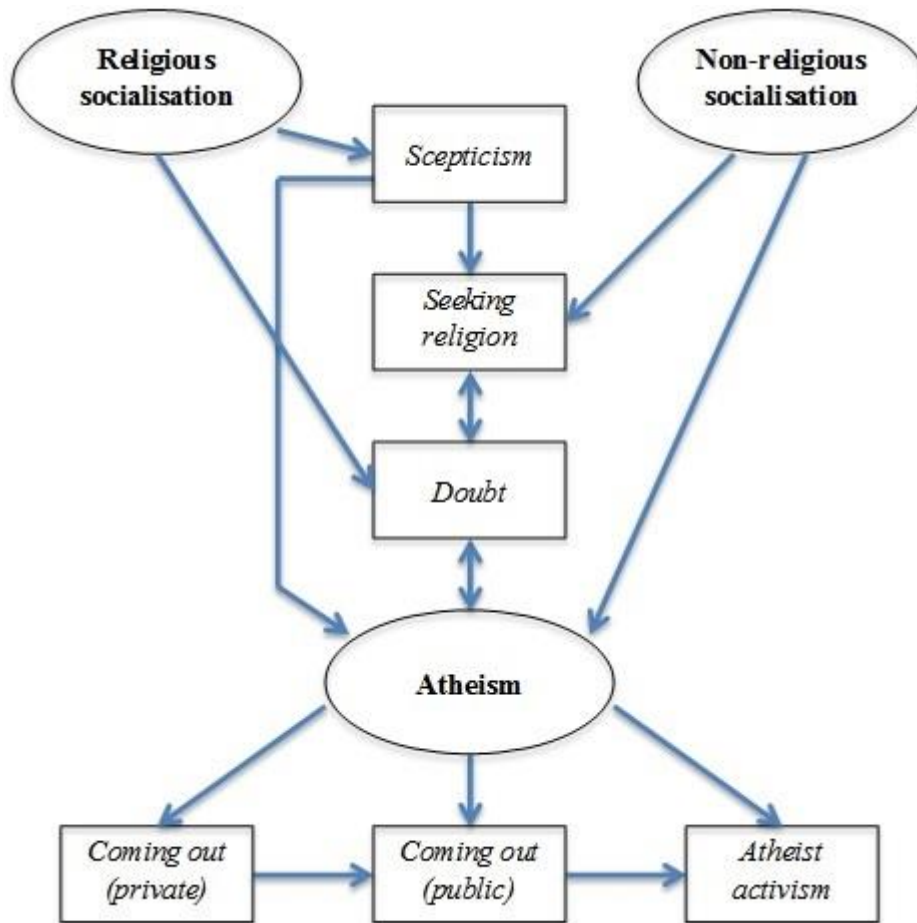 Religious
socialisation
Non-religious
socialisation
Scepticism
Seeking
religion
Doubt
Atheism
Coming out
(private)
Coming out
(public)
Atheist
activism